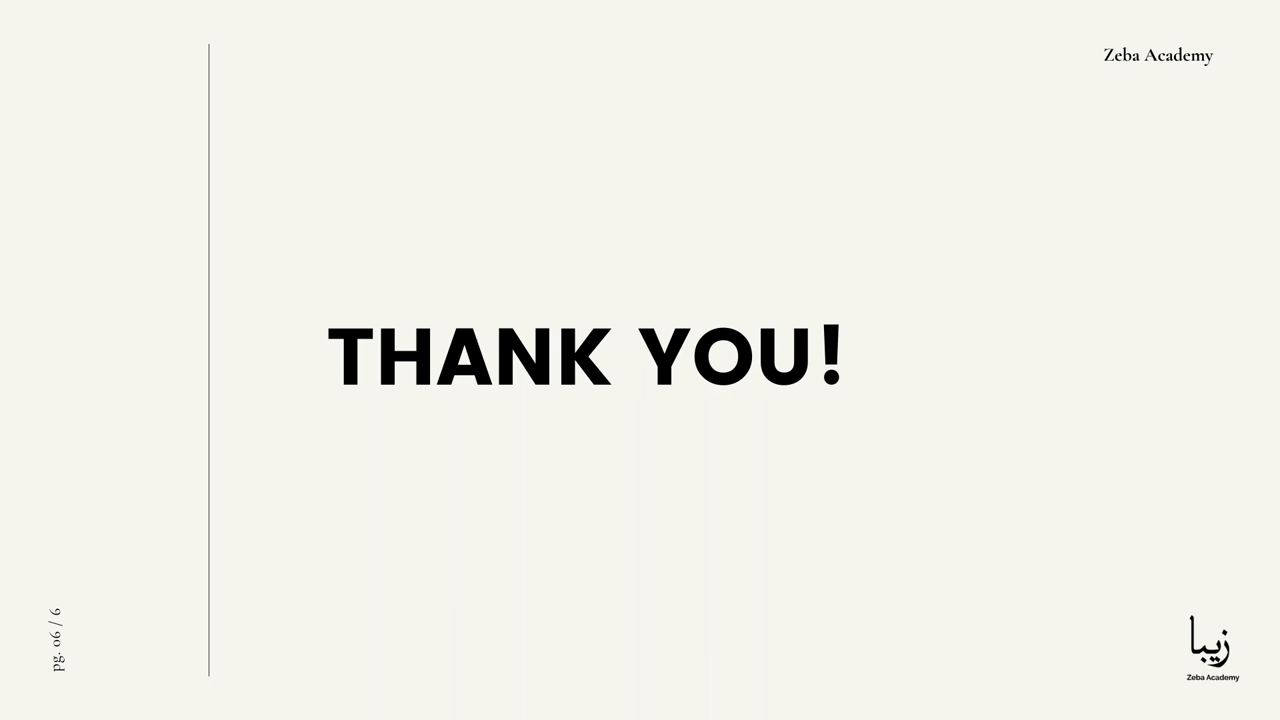 Zeba Academy
THANK YOU!
pg. 06 / 6
زیبا
Zeba Academy